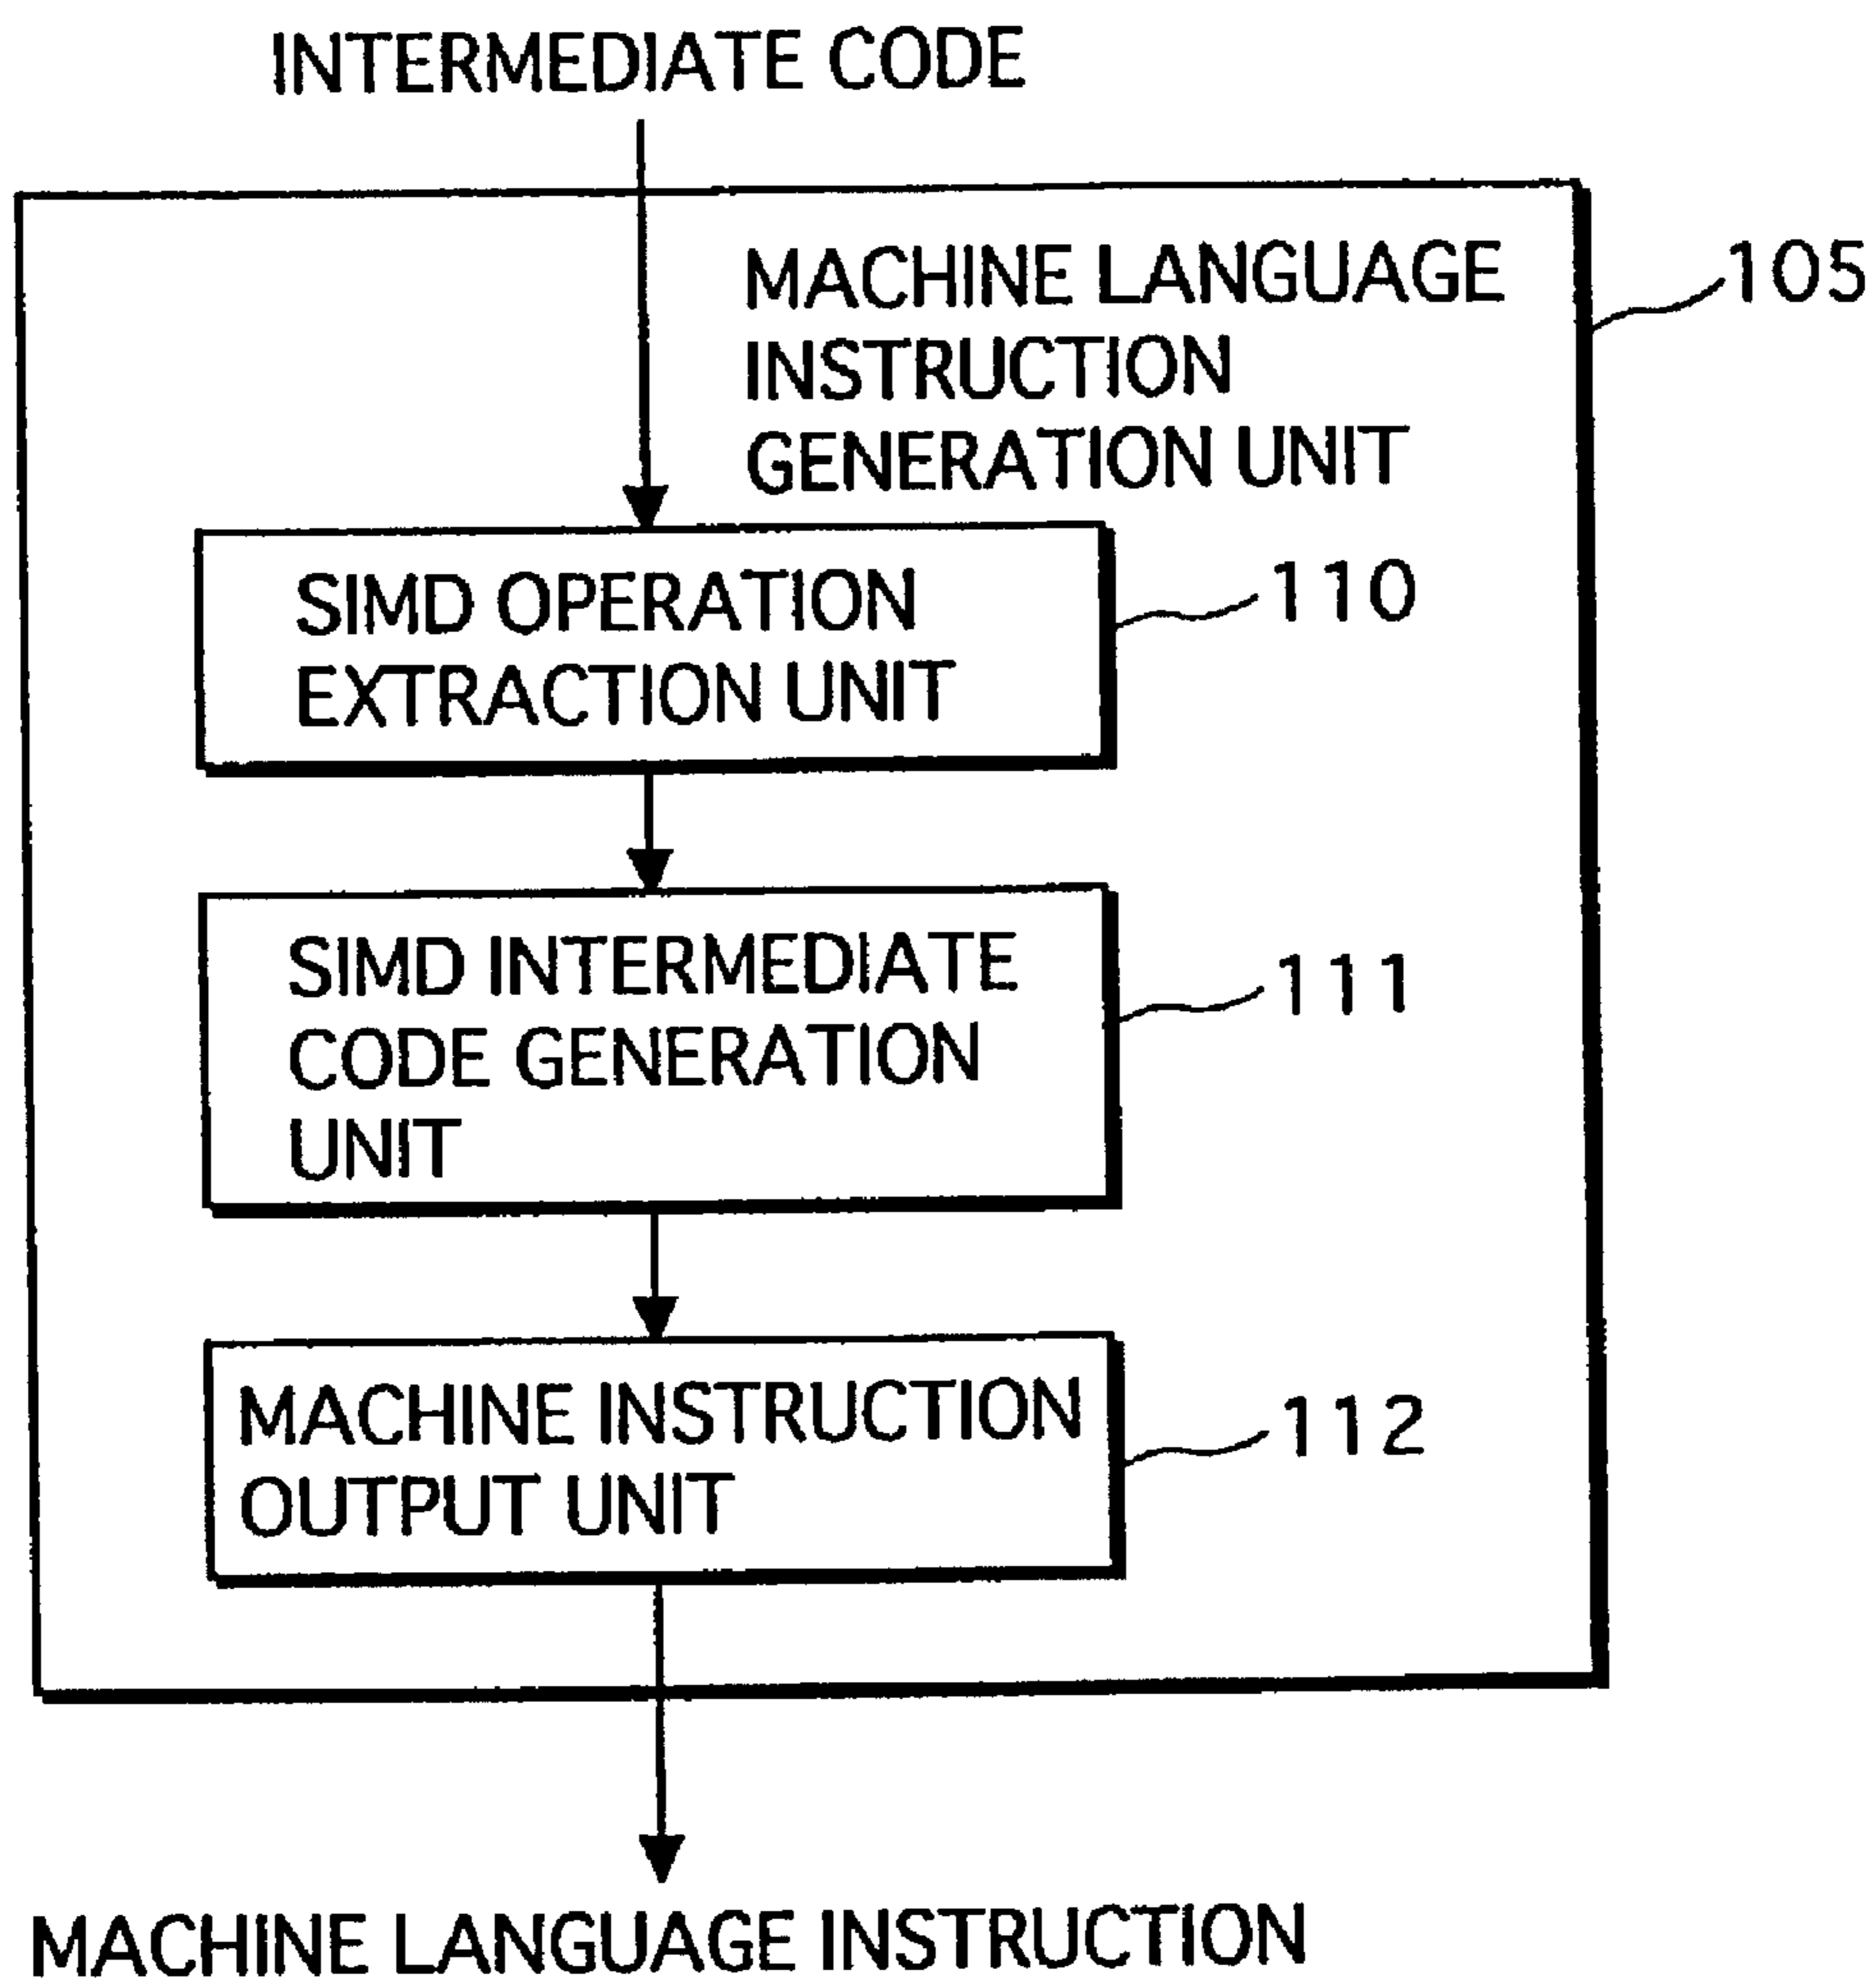 INTERMEDIATE CODE
MACHINE LANGUAGE
INSTRUCTION
GENERATION UNIT
105
SIMD OPERATION
EXTRACTION UNIT
110
SIMD INTERMEDIATE
CODE GENERATION
UNIT
111
MACHINE INSTRUCTION
OUTPUT UNIT
112
MACHINE LANGUAGE INSTRUCTION